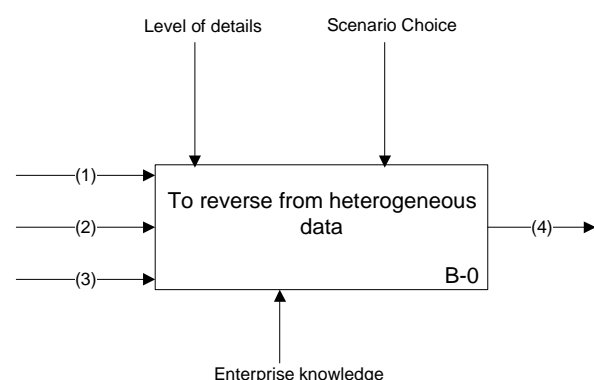 Level of details
Scenario Choice
(1)
To reverse from heterogeneous
data
(2)
(4)
(3)
B-0
Enterprise knowledge